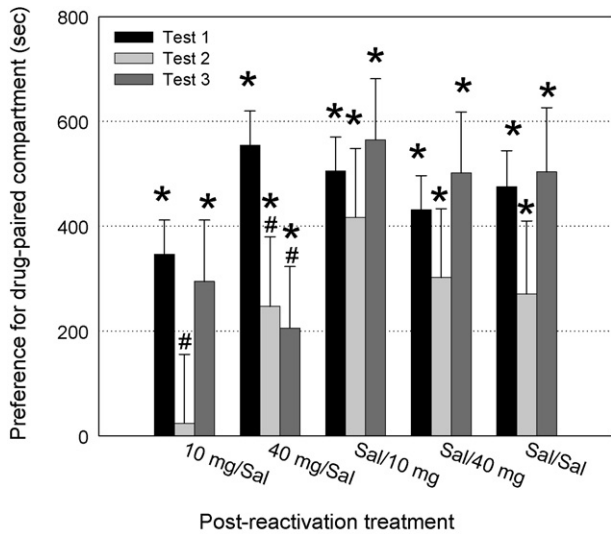 Preference for drug-paired compartment (sec)
800
600
400
200
0
Test 1
Test 2
Test 3
* # *
* * # * #
* * *
* * *
* * *
10 mg/Sal
40 mg/Sal
Sal/10 mg
Sal/40 mg
Sal/Sal
Post-reactivation treatment